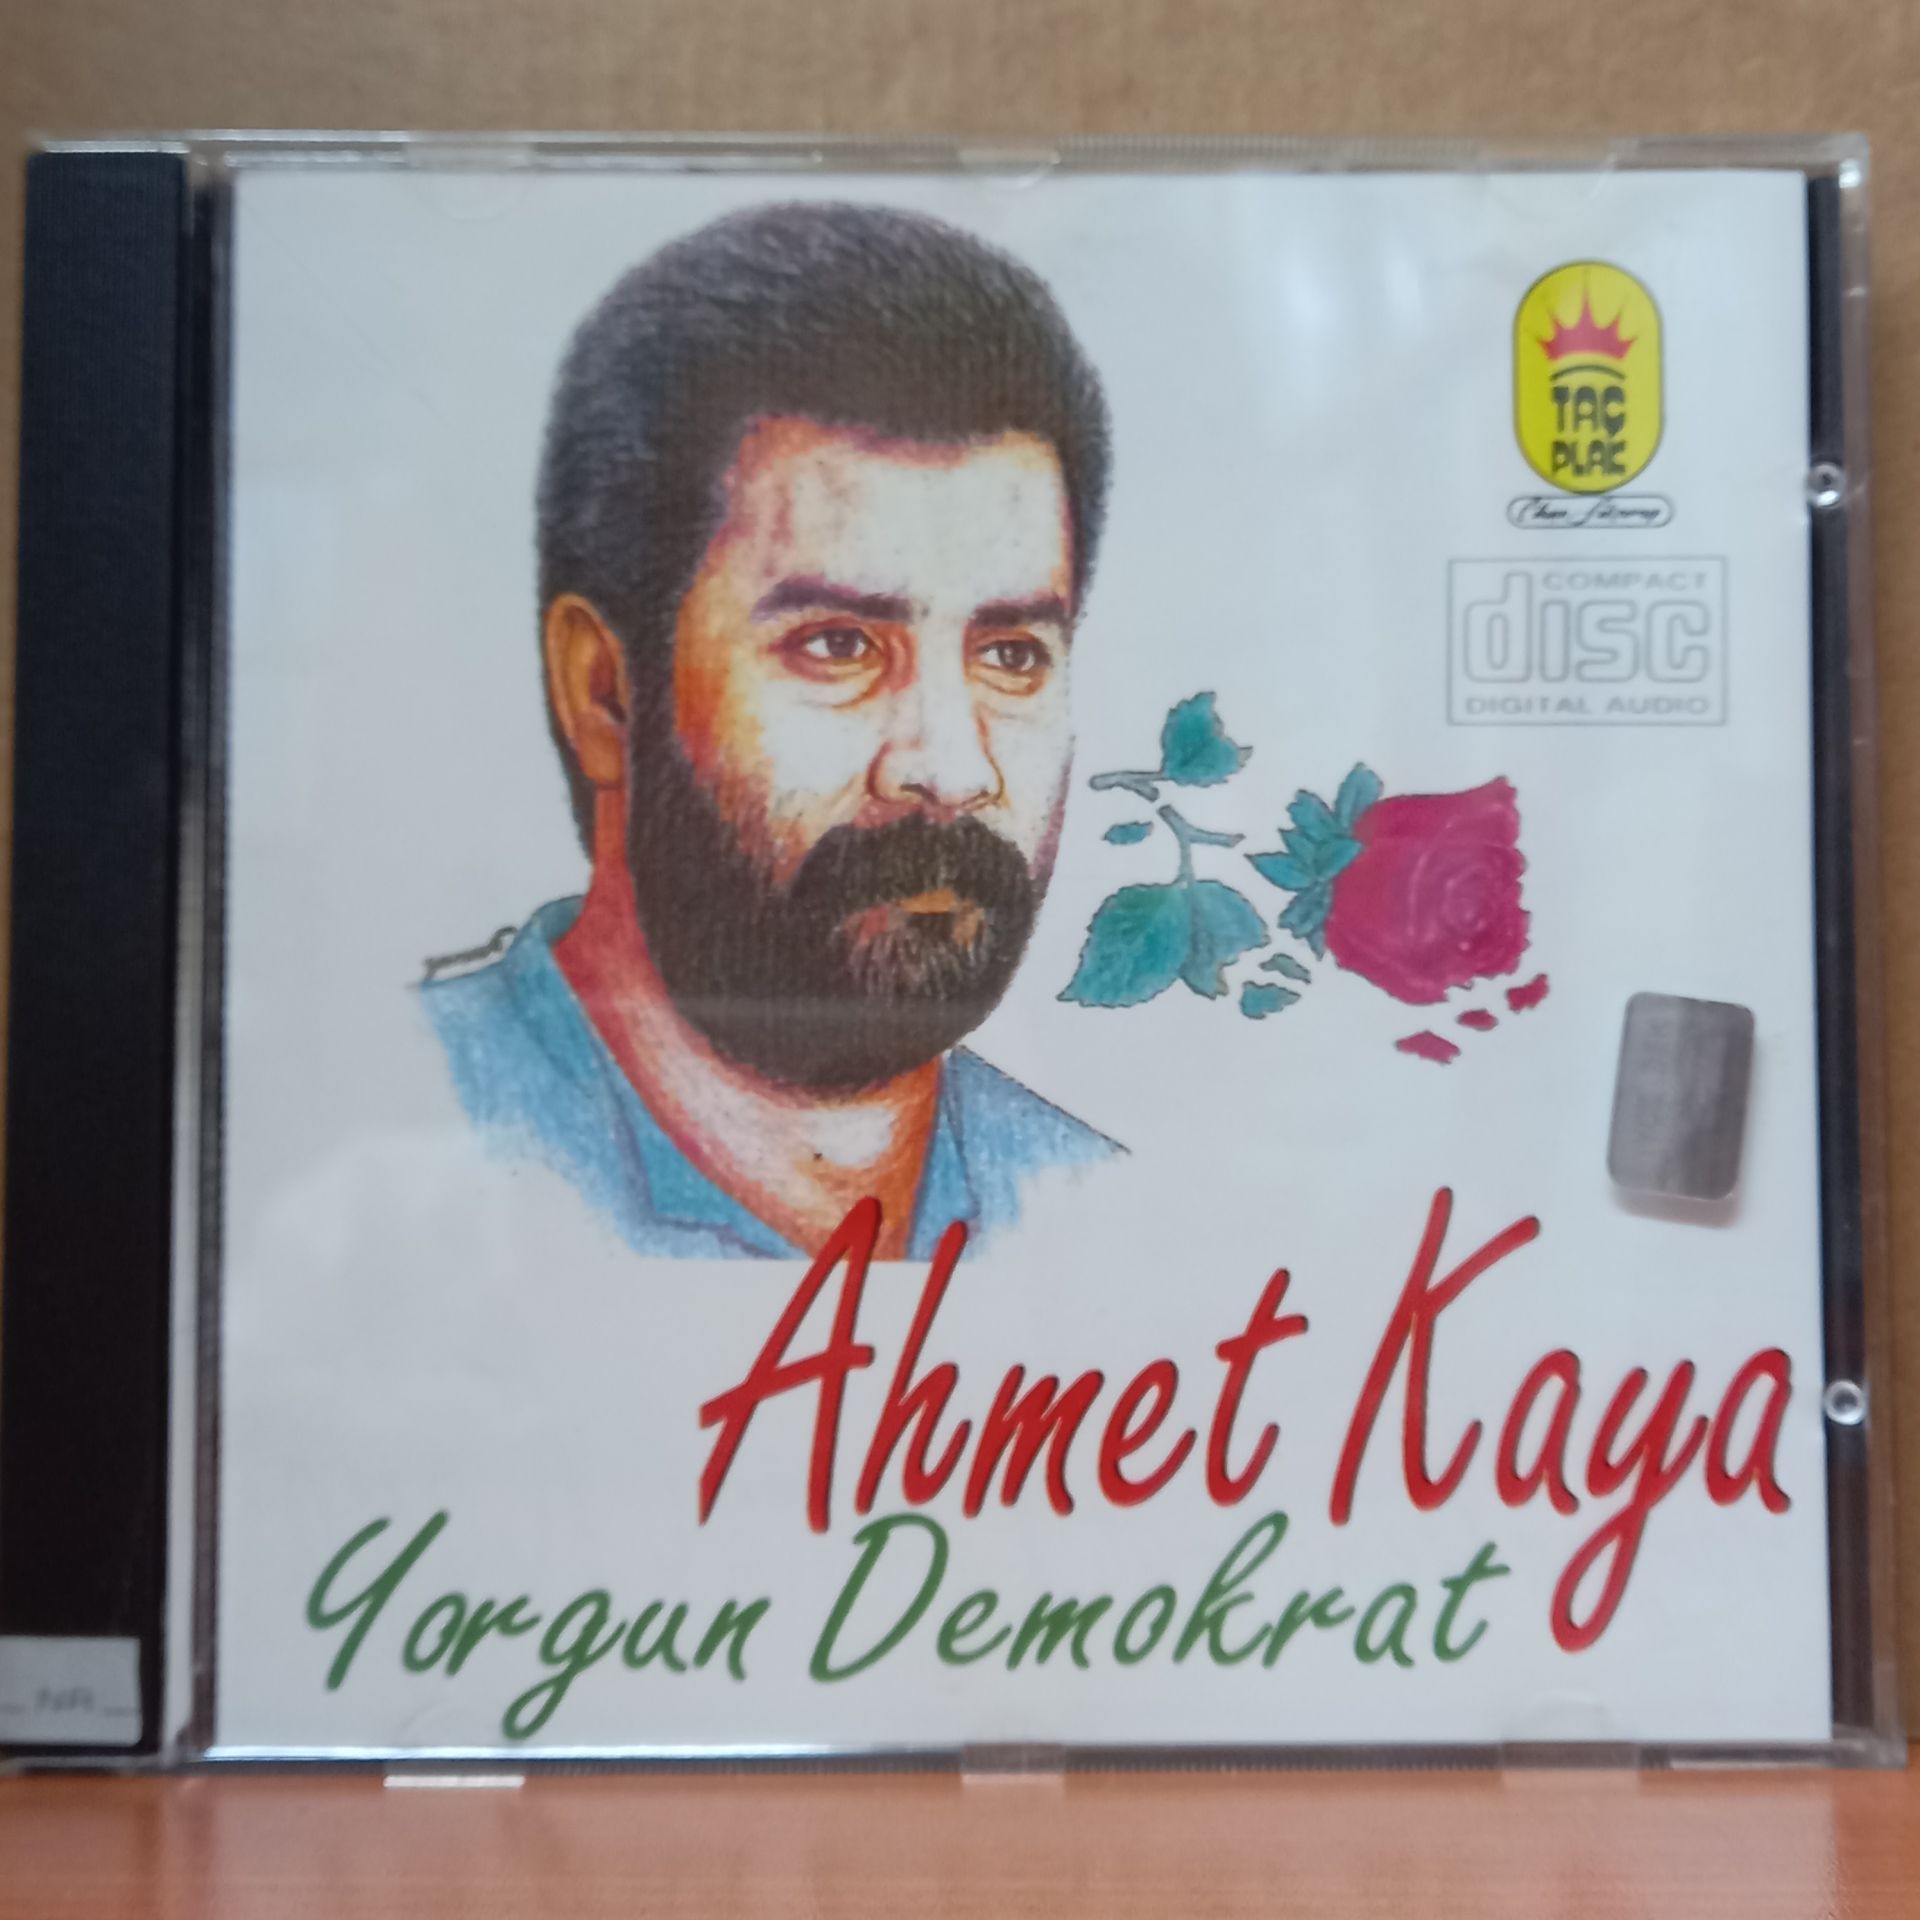 TAÇ
PLAK
COMPACT
disc
DIGITAL AUDIO
Ahmet Kaya
Yorgun Demokrat